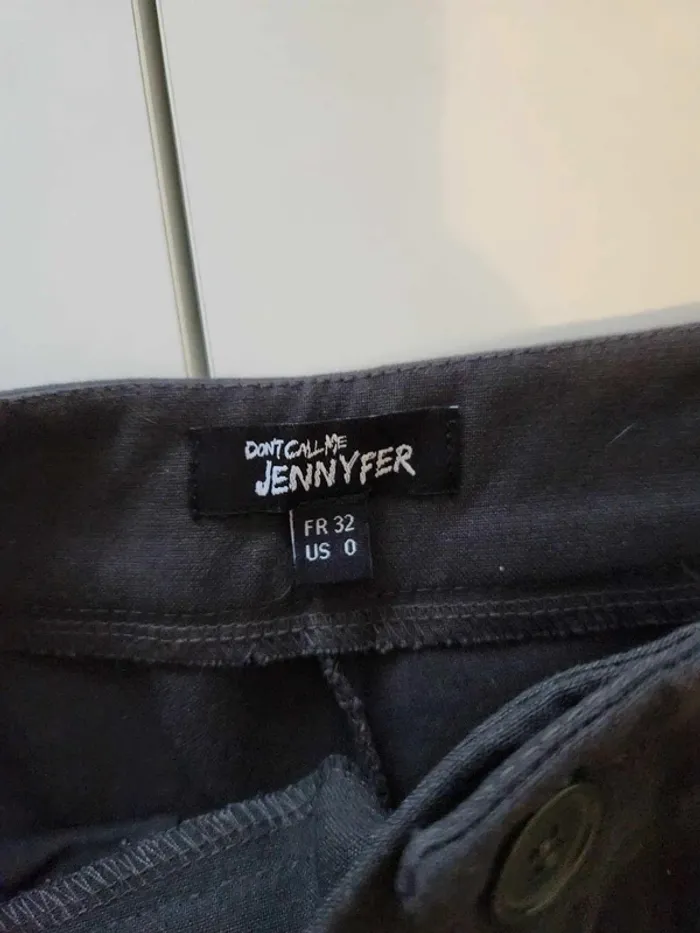 DON'T CALL ME
JENNYFER
FR 32
US 0